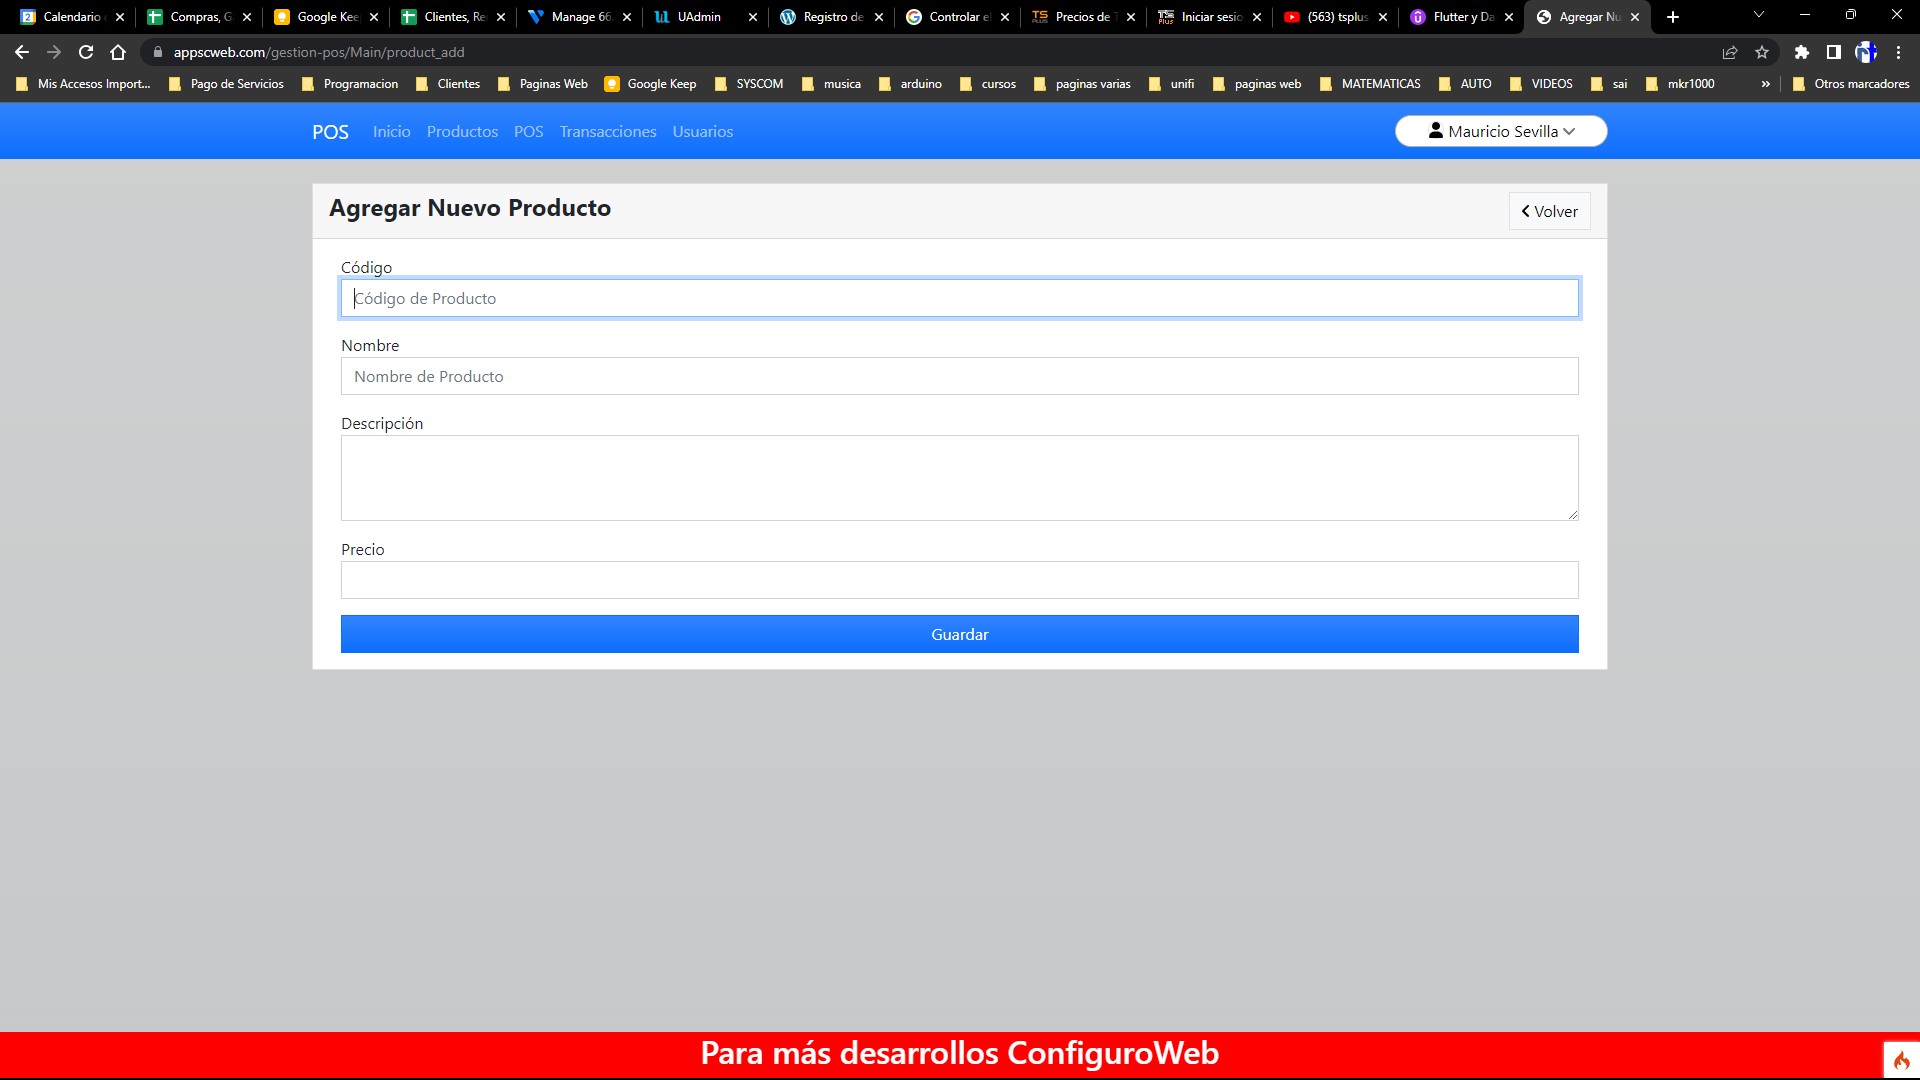 Calendario
Compras, G
Google Kee
Clientes, Re
Manage 66.
UAdmin
Registro de
Controlar el
Precios de T
Iniciar sesio
(563) tsplus
Flutter y Da
Agregar Nu
appscweb.com/gestion-pos/Main/product_add
Mis Accesos Import...
Pago de Servicios
Programacion
Clientes
Paginas Web
Google Keep
SYSCOM
musica
arduino
cursos
paginas varias
unifi
paginas web
MATEMATICAS
AUTO
VIDEOS
sai
mkr1000
»
Otros marcadores
POS Inicio Productos POS Transacciones Usuarios
Mauricio Sevilla
Agregar Nuevo Producto
Volver
Código
Código de Producto
Nombre
Nombre de Producto
Descripción
Precio
Guardar
Para más desarrollos ConfiguroWeb